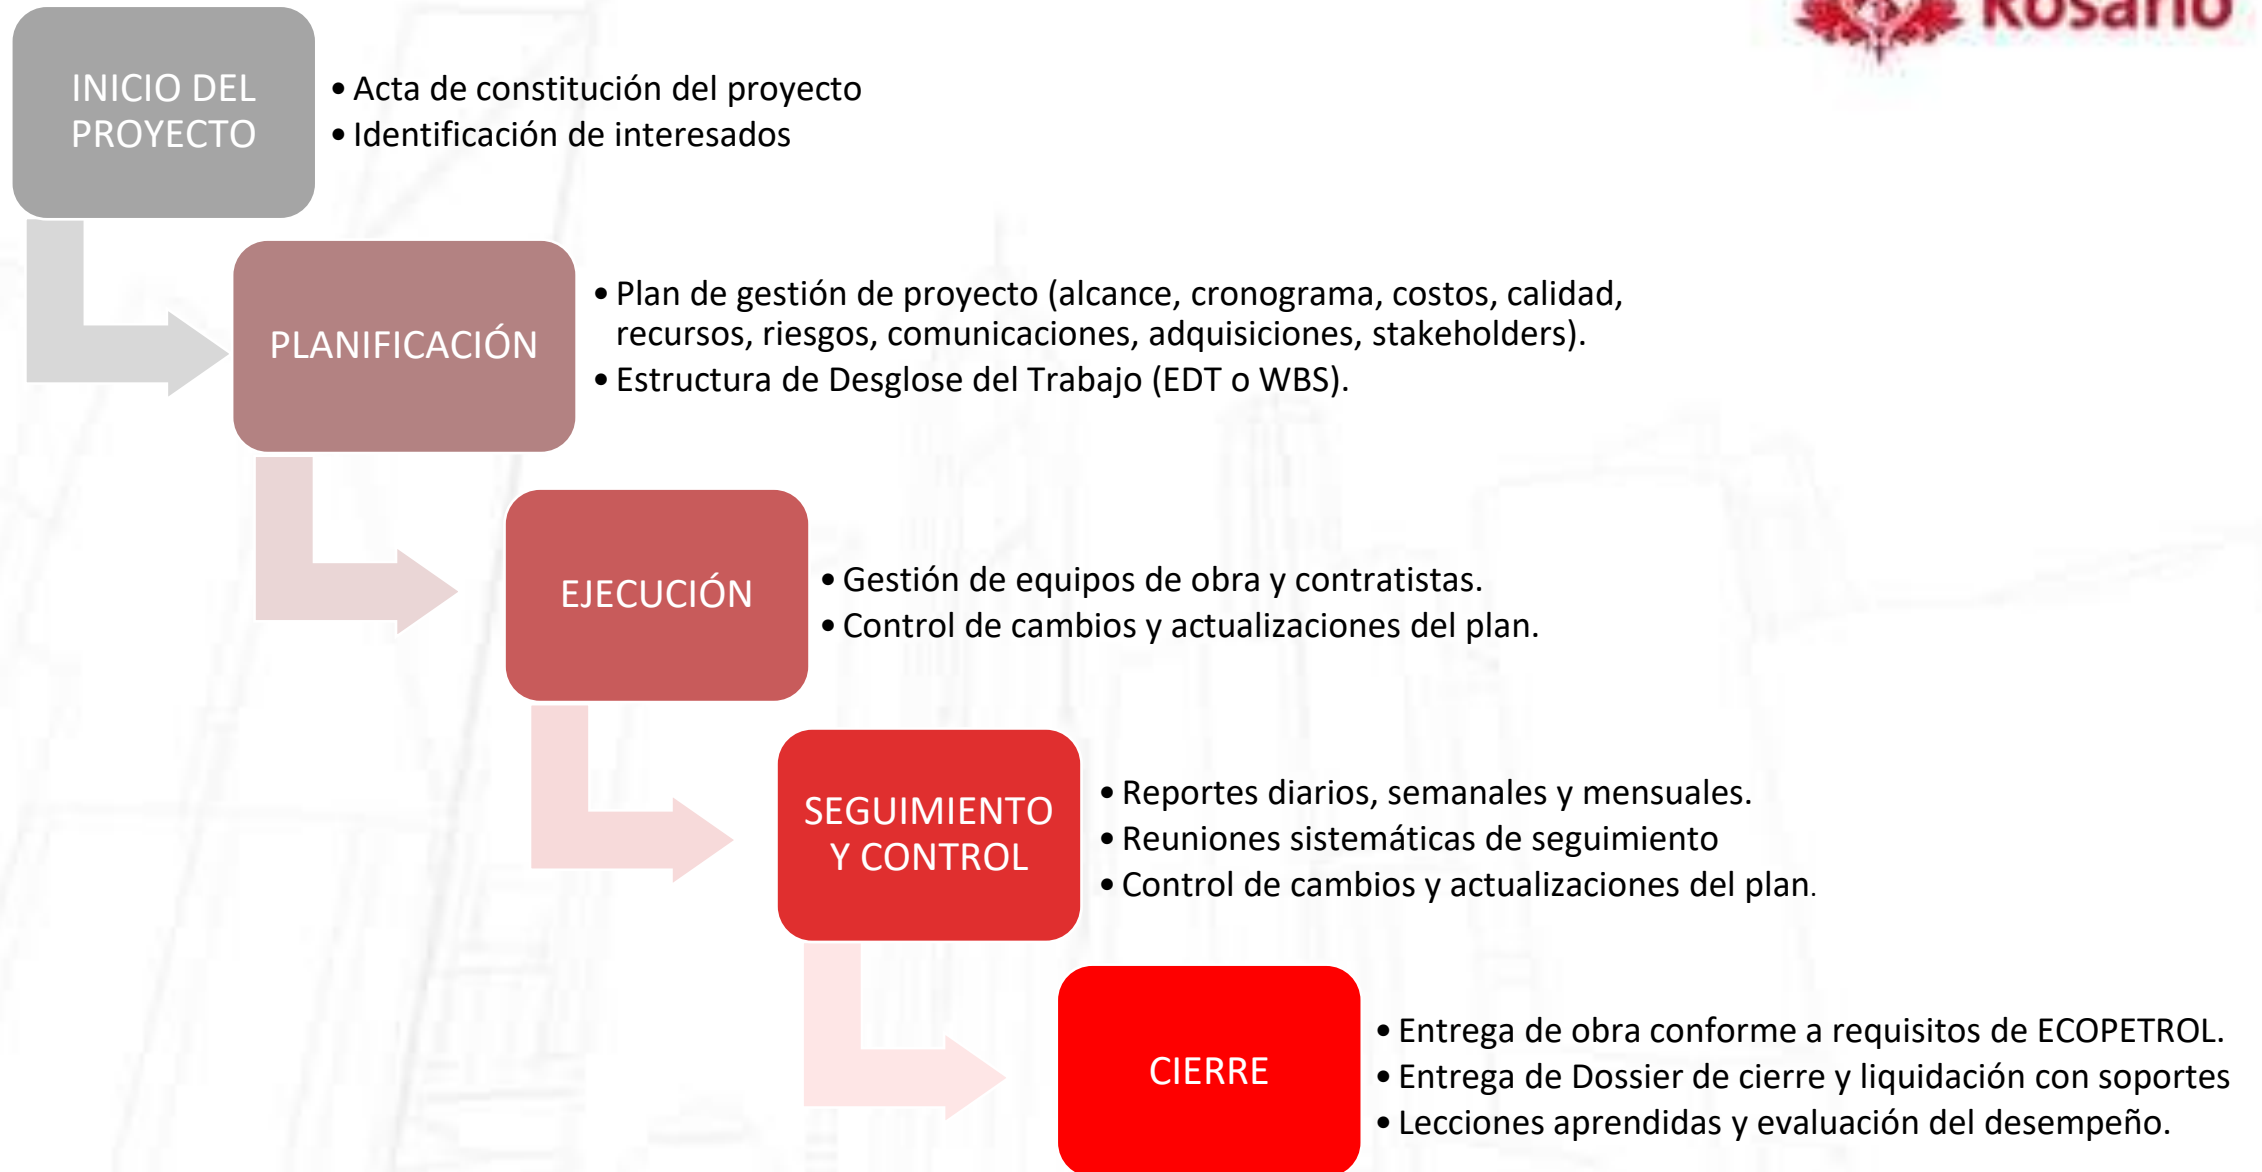 Rosario
INICIO DEL
PROYECTO
• Acta de constitución del proyecto
• Identificación de interesados
PLANIFICACIÓN
• Plan de gestión de proyecto (alcance, cronograma, costos, calidad,
recursos, riesgos, comunicaciones, adquisiciones, stakeholders).
• Estructura de Desglose del Trabajo (EDT o WBS).
EJECUCIÓN
• Gestión de equipos de obra y contratistas.
• Control de cambios y actualizaciones del plan.
SEGUIMIENTO
Y CONTROL
• Reportes diarios, semanales y mensuales.
• Reuniones sistemáticas de seguimiento
• Control de cambios y actualizaciones del plan.
CIERRE
• Entrega de obra conforme a requisitos de ECOPETROL.
• Entrega de Dossier de cierre y liquidación con soportes
• Lecciones aprendidas y evaluación del desempeño.